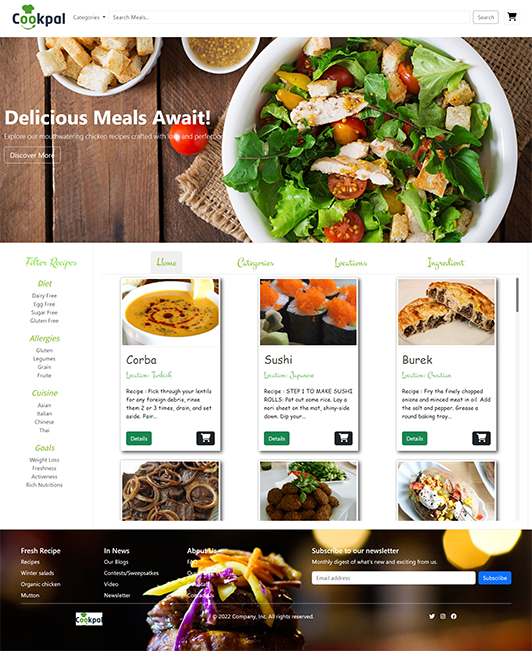 Cookpal
Categories
Search Meals..
Search
Delicious Meals Await!
Explore our mouthwatering chicken recipes crafted with love and perfection
Discover More
Filter Recipes
Diet
Dairy Free
Egg Free
Sugar Free
Gluten Free
Allergies
Gluten
Legumes
Grain
Fruite
Cuisine
Asian
Italian
Chinese
Thai
Goals
Weight Loss
Freshness
Activeness
Rich Nutritions
Home Categories Locations Ingredient
Corba
Location: Turkish
Recipe : Pick through your lentils
for any foreign debris, rinse
them 2 or 3 times, drain, and set
aside. Fair...
Details
Sushi
Location: Japanese
Recipe : STEP 1 TO MAKE SUSHI
ROLLS: Pat out some rice. Lay a
nori sheet on the mat, shiny-side
down. Dip your...
Details
Burek
Location: Croatian
Recipe : Fry the finely chopped
onions and minced meat in oil. Add
the salt and pepper. Grease a
round baking tray...
Details
Fresh Recipe
Recipes
Winter salads
Organic chicken
Mutton
In News
Our Blogs
Contests/Sweepsatkes
Video
Newsletter
About Us
Subscribe to our newsletter
Monthly digest of what's new and exciting from us.
Email address
Subscribe
Cookpal
© 2022 Company, Inc. All rights reserved.